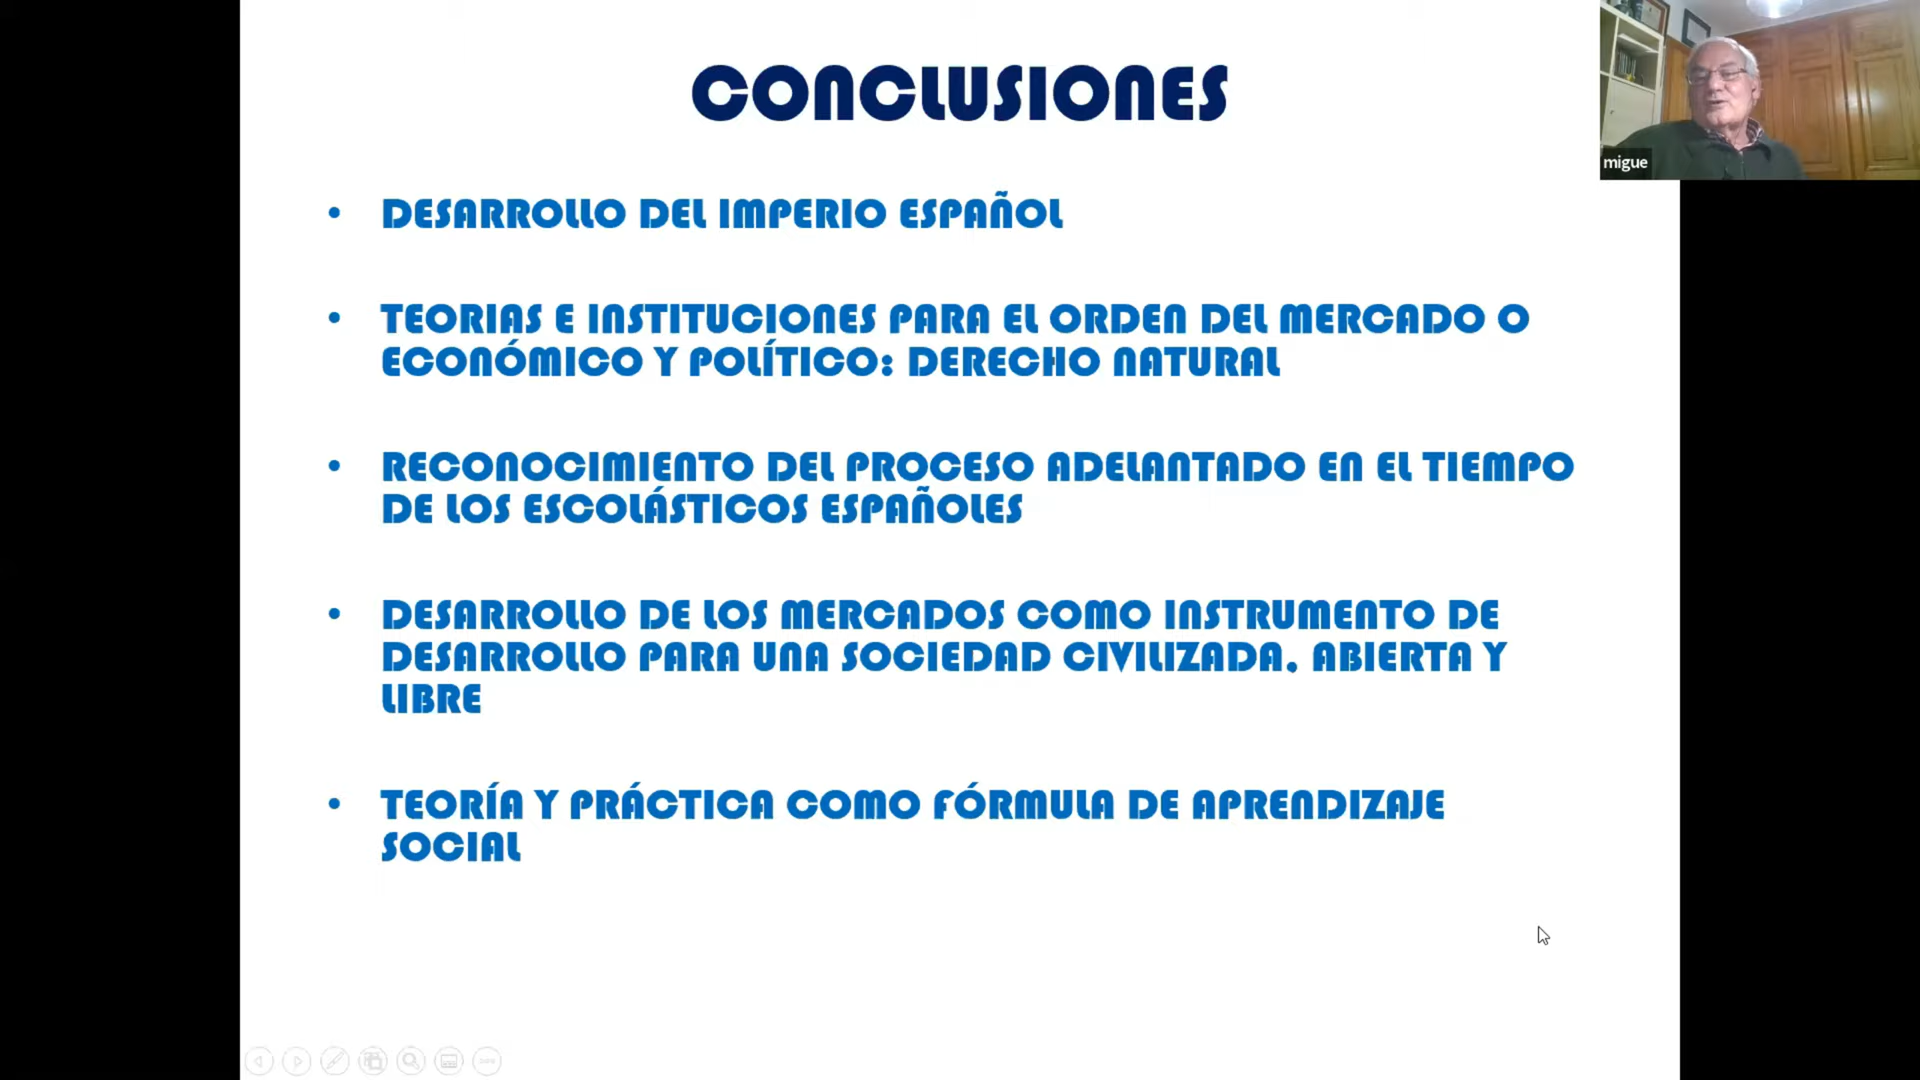 CONCLUSIONES
migue
• DESARROLLO DEL IMPERIO ESPAÑOL
• TEORIAS E INSTITUCIONES PARA EL ORDEN DEL MERCADO O
ECONÓMICO Y POLÍTICO: DERECHO NATURAL
• RECONOCIMIENTO DEL PROCESO ADELANTADO EN EL TIEMPO
DE LOS ESCOLÁSTICOS ESPAÑOLES
• DESARROLLO DE LOS MERCADOS COMO INSTRUMENTO DE
DESARROLLO PARA UNA SOCIEDAD CIVILIZADA, ABIERTA Y
LIBRE
• TEORÍA Y PRÁCTICA COMO FÓRMULA DE APRENDIZAJE
SOCIAL